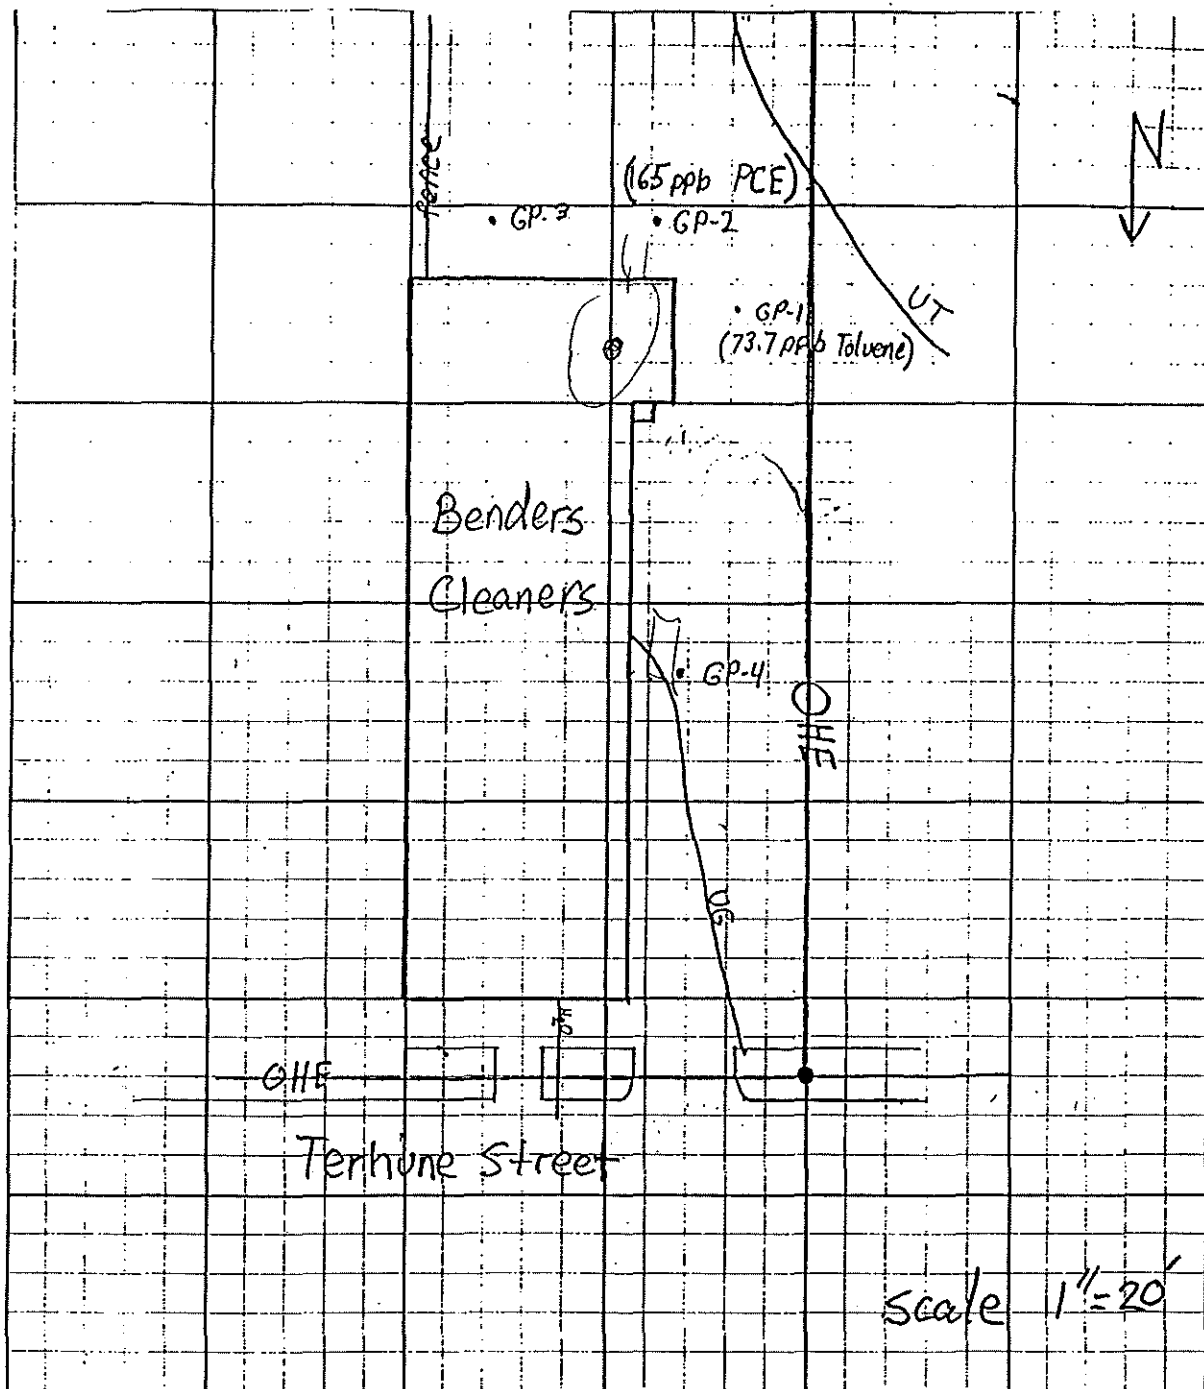 N
(165 ppb PCE)
fence
GP-3
GP-2
UT
GP-1
(73.7 ppb Toluene)
Benders
Cleaners
GP-4
OHE
UG
OHE
Terhune Street
scale 1"=20'